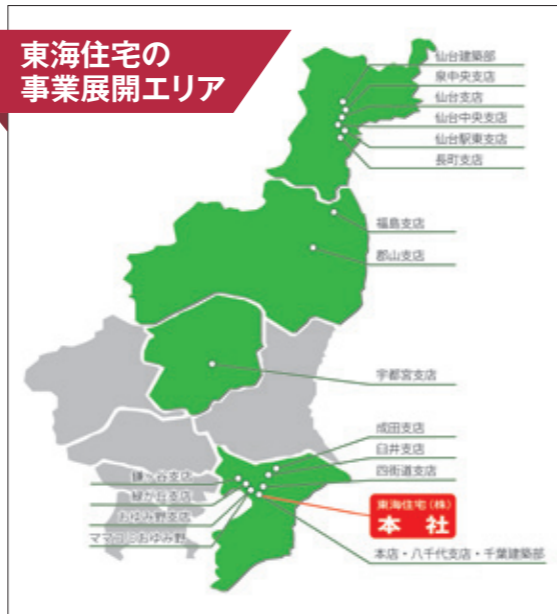 東海住宅の
事業展開エリア
仙台建築部
泉中央支店
仙台支店
仙台中央支店
仙台駅東支店
長町支店
福島支店
郡山支店
宇都宮支店
成田支店
臼井支店
四街道支店
鎌ヶ谷支店
緑が丘支店
おゆみ野支店
おゆみ野
東海住宅(株)
本社
本店・八千代支店・千葉建築部